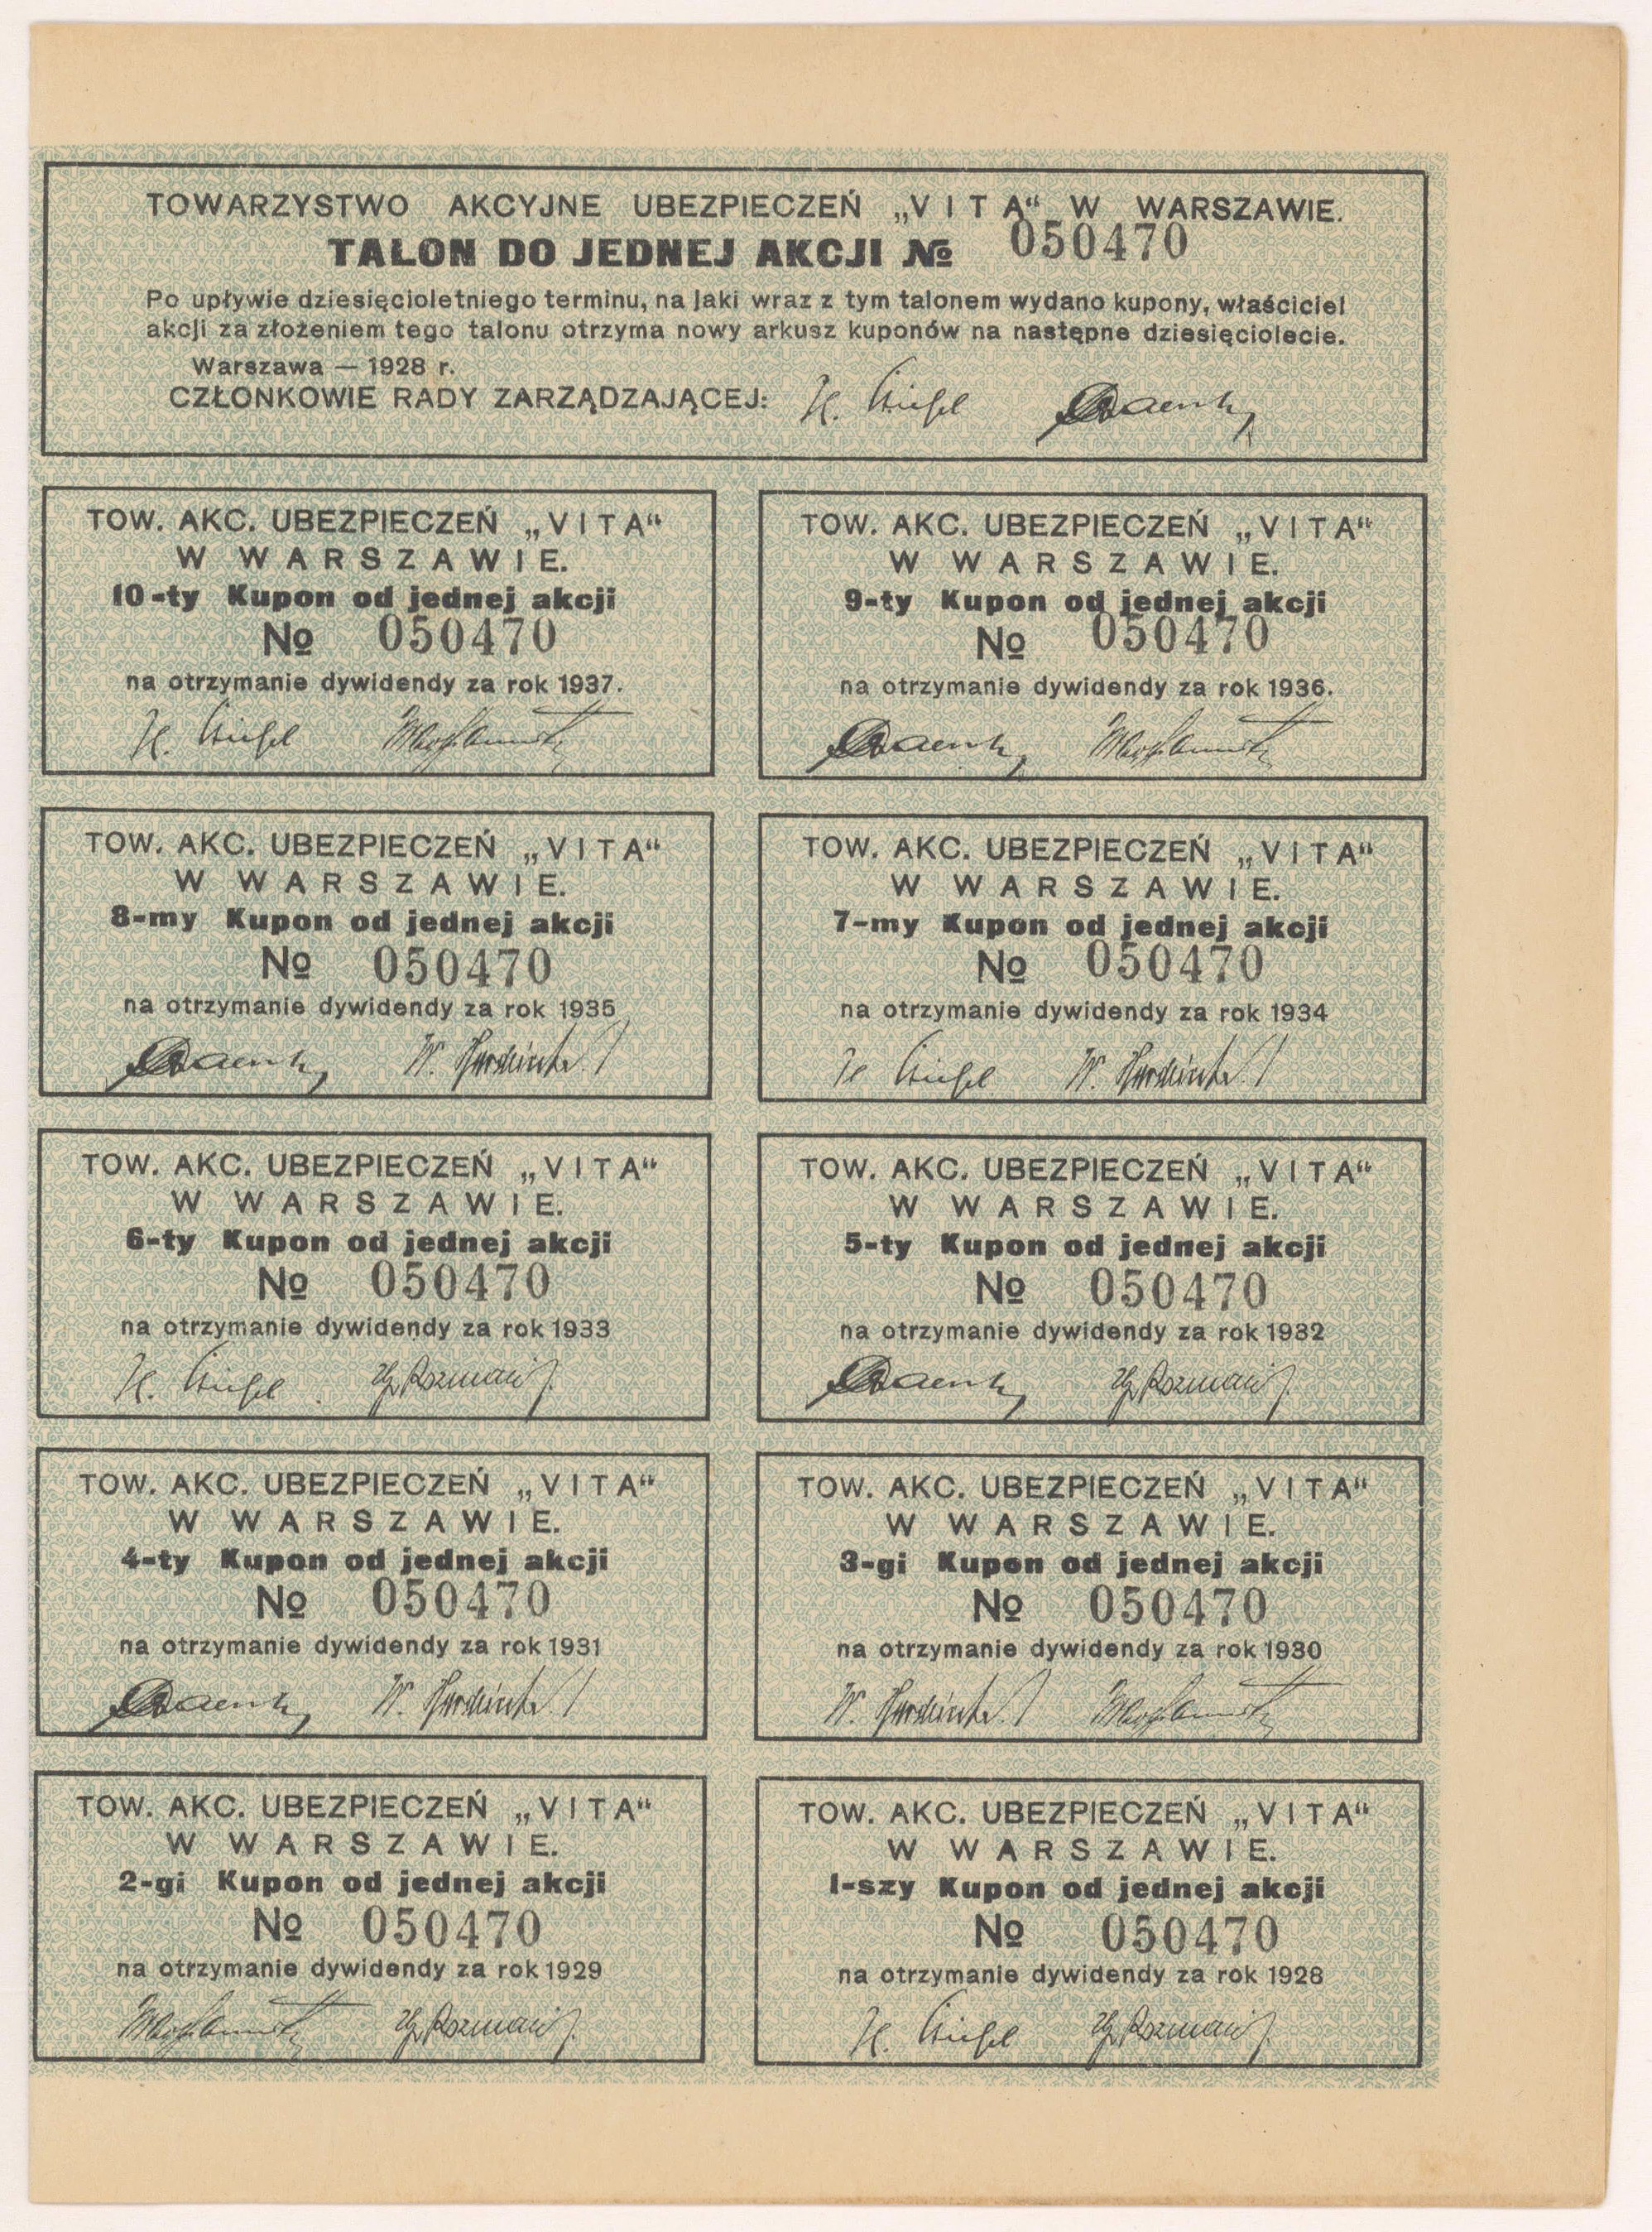 TOWARZYSTWO AKCYJNE UBEZPIECZEŃ „VITA“ W WARSZAWIE.
TALON DO JEDNEJ AKCJI № 050470
Po upływie dziesięcioletniego terminu, na jaki wraz z tym talonem wydano kupony, właściciel
akcji za złożeniem tego talonu otrzyma nowy arkusz kuponów na następne dziesięciolecie.
Warszawa — 1928 r.
CZŁONKOWIE RADY ZARZĄDZAJĄCEJ:
TOW. AKC. UBEZPIECZEŃ „VITA“
W WARSZAWIE.
10-ty Kupon od jednej akcji
№ 050470
na otrzymanie dywidendy za rok 1937.
TOW. AKC. UBEZPIECZEŃ „VITA“
W WARSZAWIE.
9-ty Kupon od jednej akcji
№ 050470
na otrzymanie dywidendy za rok 1936.
TOW. AKC. UBEZPIECZEŃ „VITA“
W WARSZAWIE.
8-my Kupon od jednej akcji
№ 050470
na otrzymanie dywidendy za rok 1935
TOW. AKC. UBEZPIECZEŃ „VITA“
W WARSZAWIE.
7-my Kupon od jednej akcji
№ 050470
na otrzymanie dywidendy za rok 1934
TOW. AKC. UBEZPIECZEŃ „VITA“
W WARSZAWIE.
6-ty Kupon od jednej akcji
№ 050470
na otrzymanie dywidendy za rok 1933
TOW. AKC. UBEZPIECZEŃ „VITA“
W WARSZAWIE.
5-ty Kupon od jednej akcji
№ 050470
na otrzymanie dywidendy za rok 1932
TOW. AKC. UBEZPIECZEŃ „VITA“
W WARSZAWIE.
4-ty Kupon od jednej akcji
№ 050470
na otrzymanie dywidendy za rok 1931
TOW. AKC. UBEZPIECZEŃ „VITA“
W WARSZAWIE.
3-gi Kupon od jednej akcji
№ 050470
na otrzymanie dywidendy za rok 1930
TOW. AKC. UBEZPIECZEŃ „VITA“
W WARSZAWIE.
2-gi Kupon od jednej akcji
№ 050470
na otrzymanie dywidendy za rok 1929
TOW. AKC. UBEZPIECZEŃ „VITA“
W WARSZAWIE.
1-szy Kupon od jednej akcji
№ 050470
na otrzymanie dywidendy za rok 1928